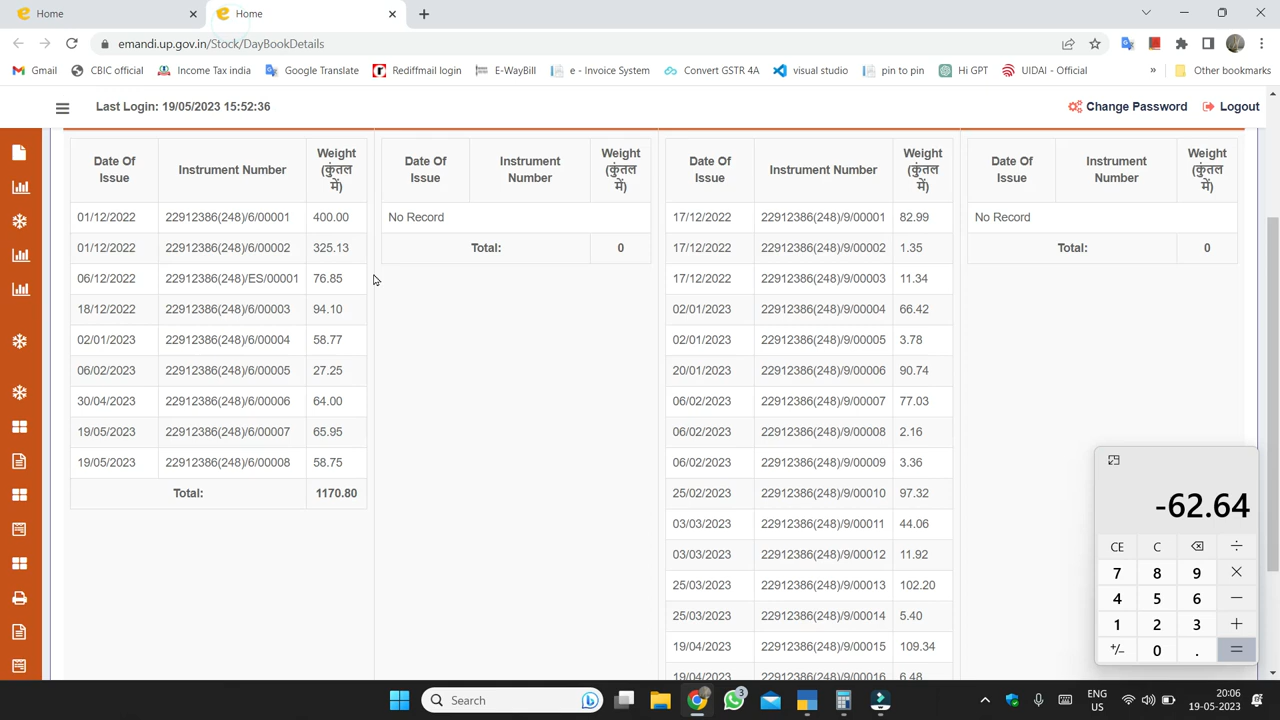 Home
Home
emandi.up.gov.in/Stock/DayBookDetails
Gmail CBIC official Income Tax india Google Translate Rediffmail login E-WayBill e - Invoice System Convert GSTR 4A visual studio pin to pin Hi GPT UIDAI - Official » Other bookmarks
Last Login: 19/05/2023 15:52:36 Change Password Logout
Date Of Issue Instrument Number Weight (कुंतल में)
01/12/2022 22912386(248)/6/00001 400.00
01/12/2022 22912386(248)/6/00002 325.13
06/12/2022 22912386(248)/ES/00001 76.85
18/12/2022 22912386(248)/6/00003 94.10
02/01/2023 22912386(248)/6/00004 58.77
06/02/2023 22912386(248)/6/00005 27.25
30/04/2023 22912386(248)/6/00006 64.00
19/05/2023 22912386(248)/6/00007 65.95
19/05/2023 22912386(248)/6/00008 58.75
Total: 1170.80
Date Of Issue Instrument Number Weight (कुंतल में)
No Record
Total: 0
Date Of Issue Instrument Number Weight (कुंतल में)
17/12/2022 22912386(248)/9/00001 82.99
17/12/2022 22912386(248)/9/00002 1.35
17/12/2022 22912386(248)/9/00003 11.34
02/01/2023 22912386(248)/9/00004 66.42
02/01/2023 22912386(248)/9/00005 3.78
20/01/2023 22912386(248)/9/00006 90.74
06/02/2023 22912386(248)/9/00007 77.03
06/02/2023 22912386(248)/9/00008 2.16
06/02/2023 22912386(248)/9/00009 3.36
25/02/2023 22912386(248)/9/00010 97.32
03/03/2023 22912386(248)/9/00011 44.06
03/03/2023 22912386(248)/9/00012 11.92
25/03/2023 22912386(248)/9/00013 102.20
25/03/2023 22912386(248)/9/00014 5.40
19/04/2023 22912386(248)/9/00015 109.34
19/04/2023 22912386(248)/9/00016 6.48
Date Of Issue Instrument Number Weight (कुंतल में)
No Record
Total: 0
-62.64
CE C ⌫ ÷
7 8 9 ×
4 5 6 −
1 2 3 +
+/- 0 . =
Search 3 ENG US 20:06 19-05-2023